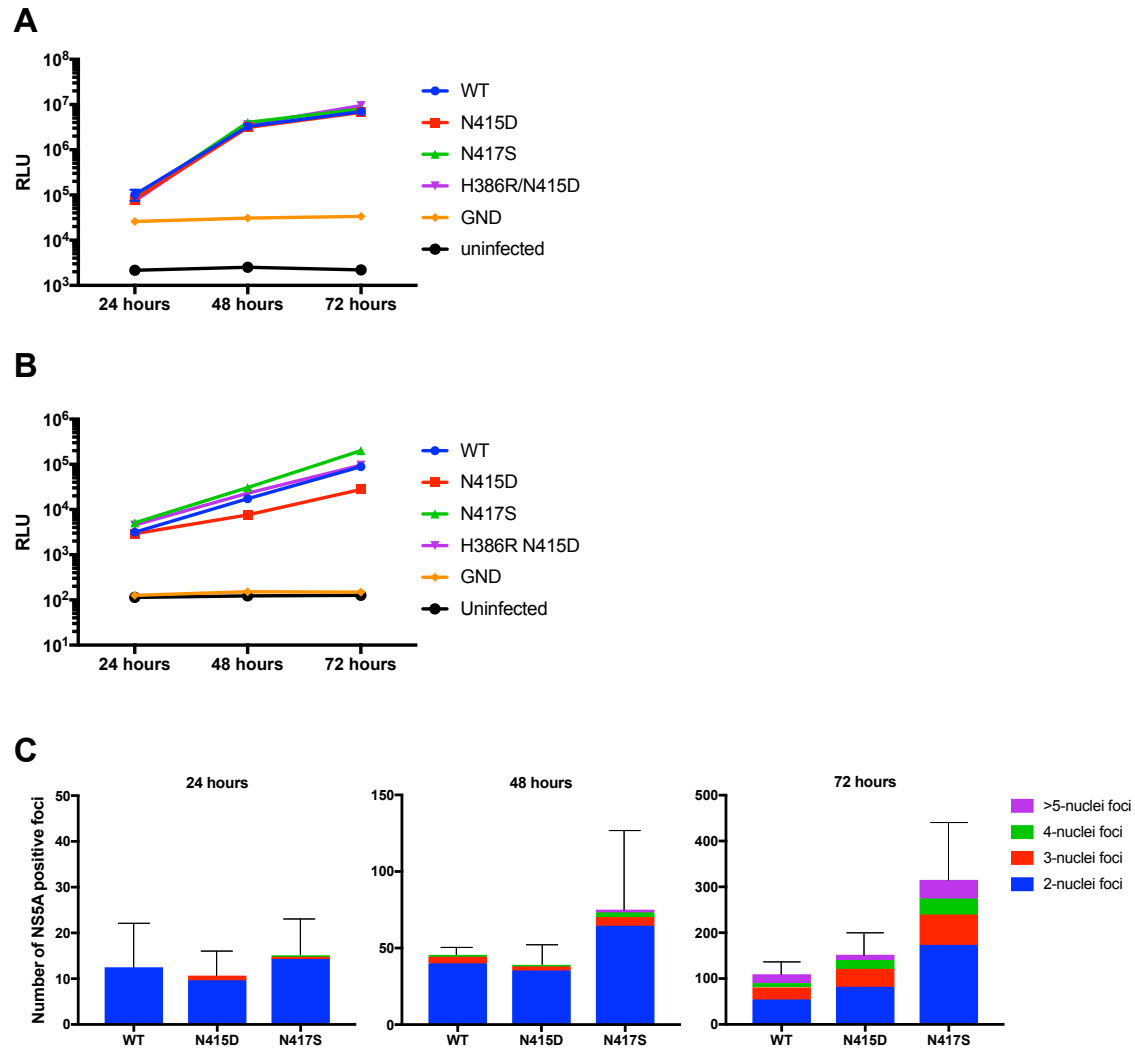 A
10^8
10^7
10^6
10^5
10^4
10^3
RLU
24 hours 48 hours 72 hours
WT
N415D
N417S
H386R/N415D
GND
uninfected
B
10^6
10^5
10^4
10^3
10^2
10^1
RLU
24 hours 48 hours 72 hours
WT
N415D
N417S
H386R N415D
GND
Uninfected
C
Number of NS5A positive foci
24 hours
50
40
30
20
10
0
WT N415D N417S
48 hours
150
100
50
0
WT N415D N417S
72 hours
500
400
300
200
100
0
WT N415D N417S
>5-nuclei foci
4-nuclei foci
3-nuclei foci
2-nuclei foci